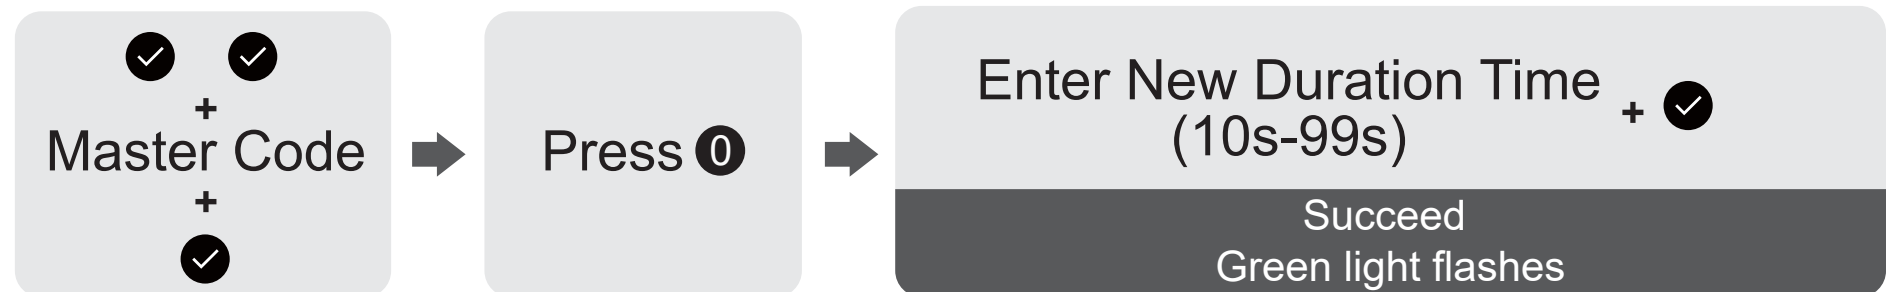 +
Master Code
+
Press 0
Enter New Duration Time
(10s-99s)
+
Succeed
Green light flashes